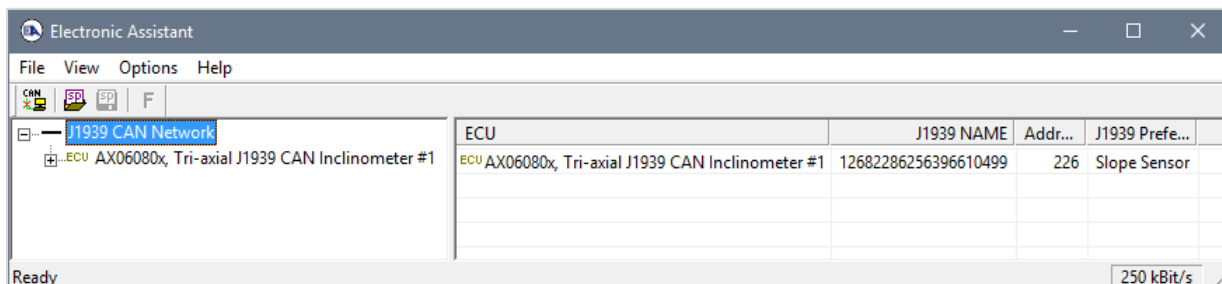 Electronic Assistant
File View Options Help
CAN SP SP F
J1939 CAN Network
ECU AX06080x, Tri-axial J1939 CAN Inclinometer #1
ECU J1939 NAME Addr... J1939 Prefe...
ECU AX06080x, Tri-axial J1939 CAN Inclinometer #1 12682286256396610499 226 Slope Sensor
Ready 250 kBit/s